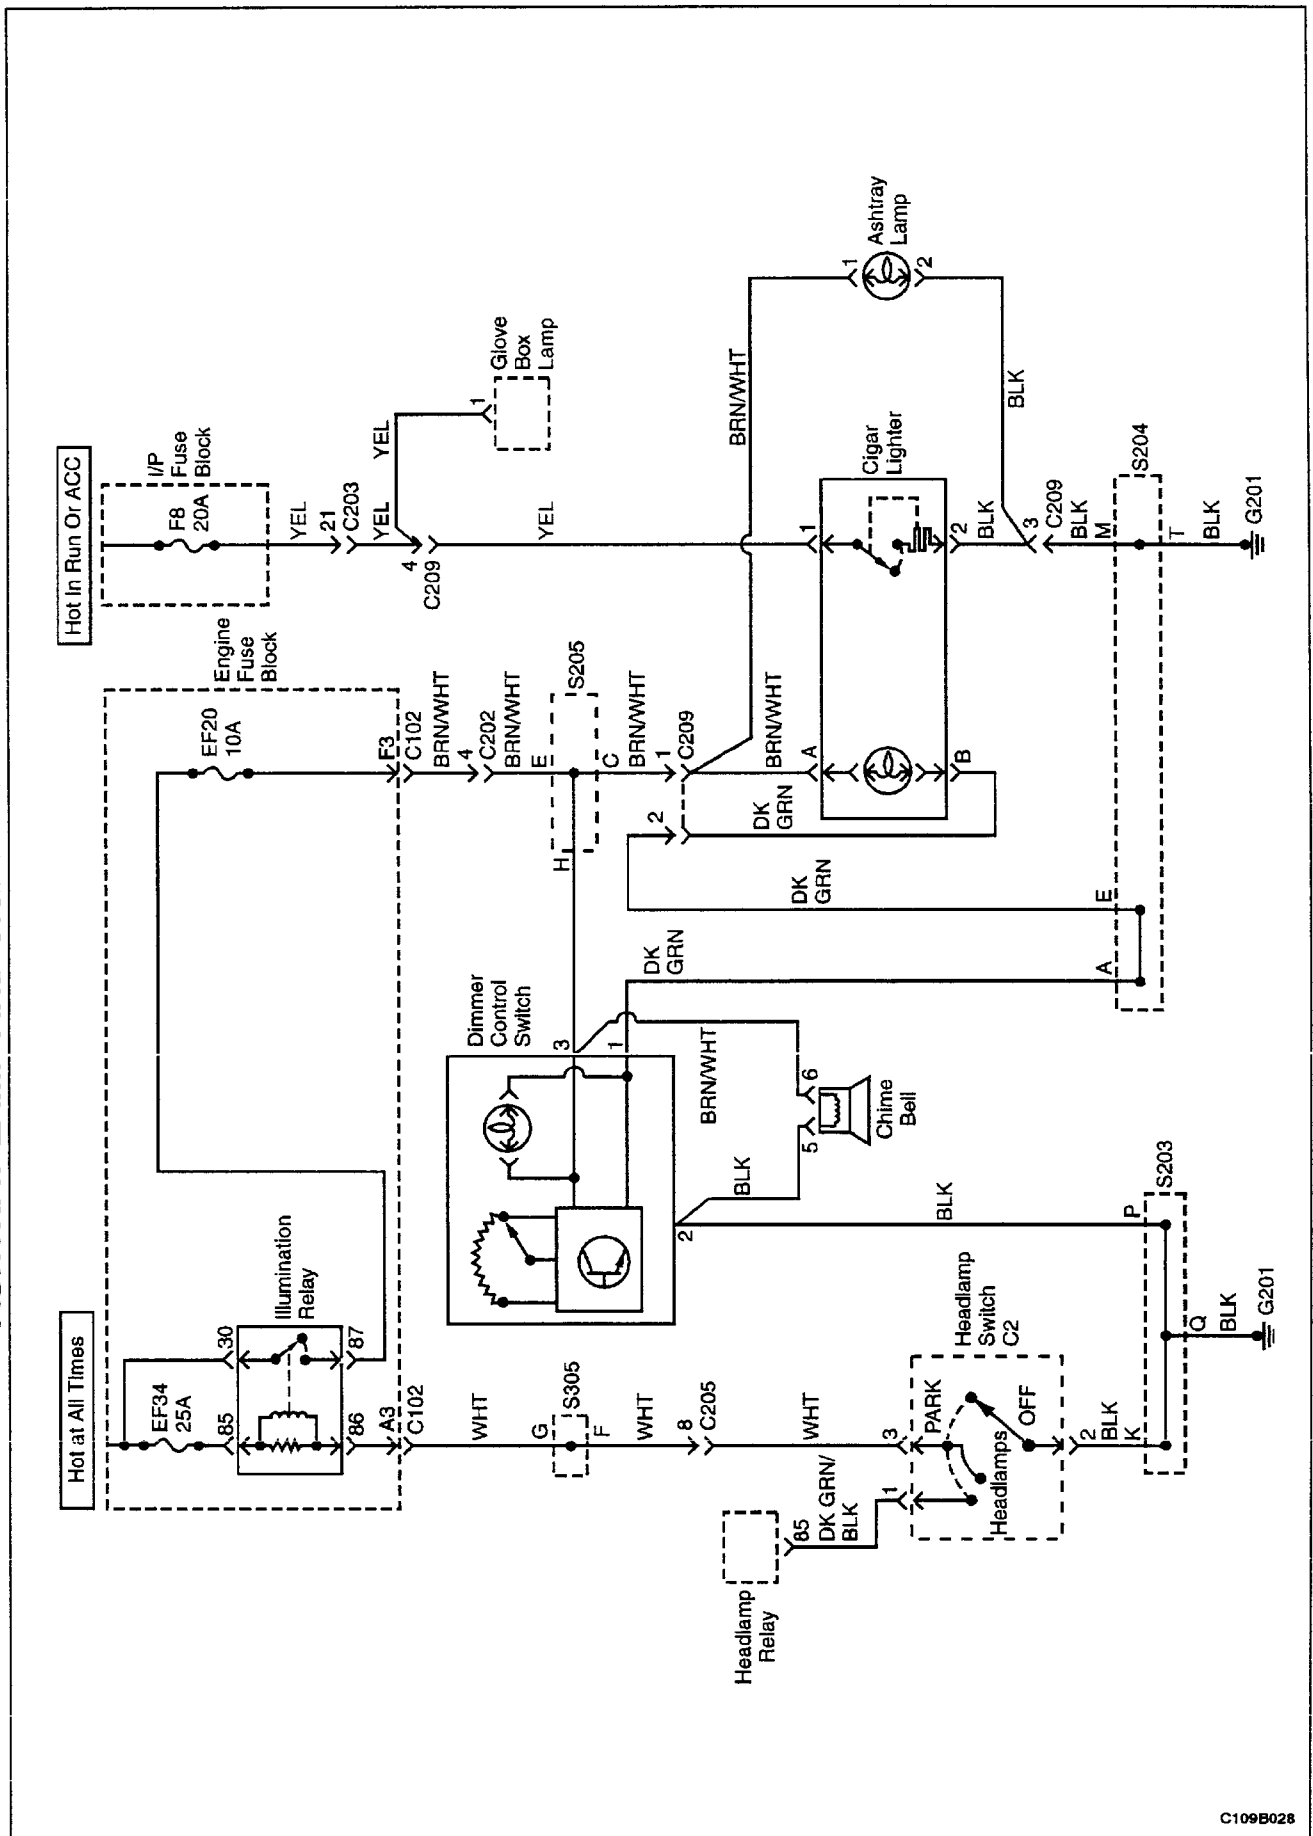 Hot at All Times
EF34
25A
85
30
86
87
Illumination
Relay
A3
C102
EF20
10A
Engine
Fuse
Block
F3
C102
BRN/WHT
4
C202
BRN/WHT
E
S205
C
H
BRN/WHT
1
C209
2
Hot In Run Or ACC
I/P
Fuse
Block
F8
20A
YEL
21
C203
YEL
YEL
4
C209
1
Glove
Box
Lamp
YEL
BRN/WHT
1
Ashtray
Lamp
2
BLK
BRN/WHT
A
B
1
Cigar
Lighter
2
BLK
3
C209
BLK
M
S204
T
BLK
G201
DK
GRN
DK
GRN
E
DK
GRN
A
Dimmer
Control
Switch
3
1
2
BRN/WHT
6
5
Chime
Bell
BLK
BLK
P
S203
Q
BLK
G201
WHT
G
S305
F
WHT
8
C205
WHT
3
1
Headlamp
Switch
C2
PARK
OFF
Headlamps
2
BLK
K
85
DK GRN/
BLK
Headlamp
Relay
C109B028